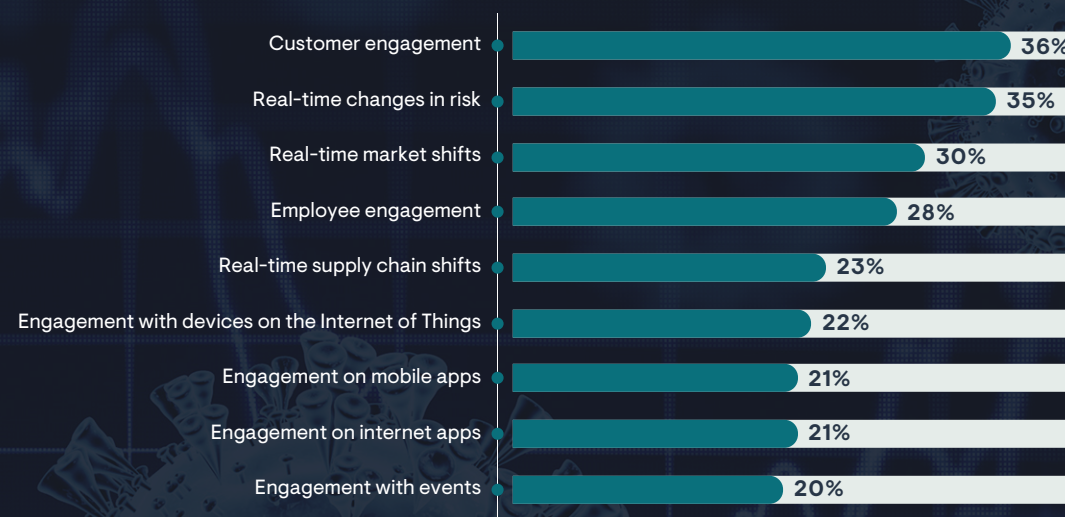 Customer engagement 36%
Real-time changes in risk 35%
Real-time market shifts 30%
Employee engagement 28%
Real-time supply chain shifts 23%
Engagement with devices on the Internet of Things 22%
Engagement on mobile apps 21%
Engagement on internet apps 21%
Engagement with events 20%